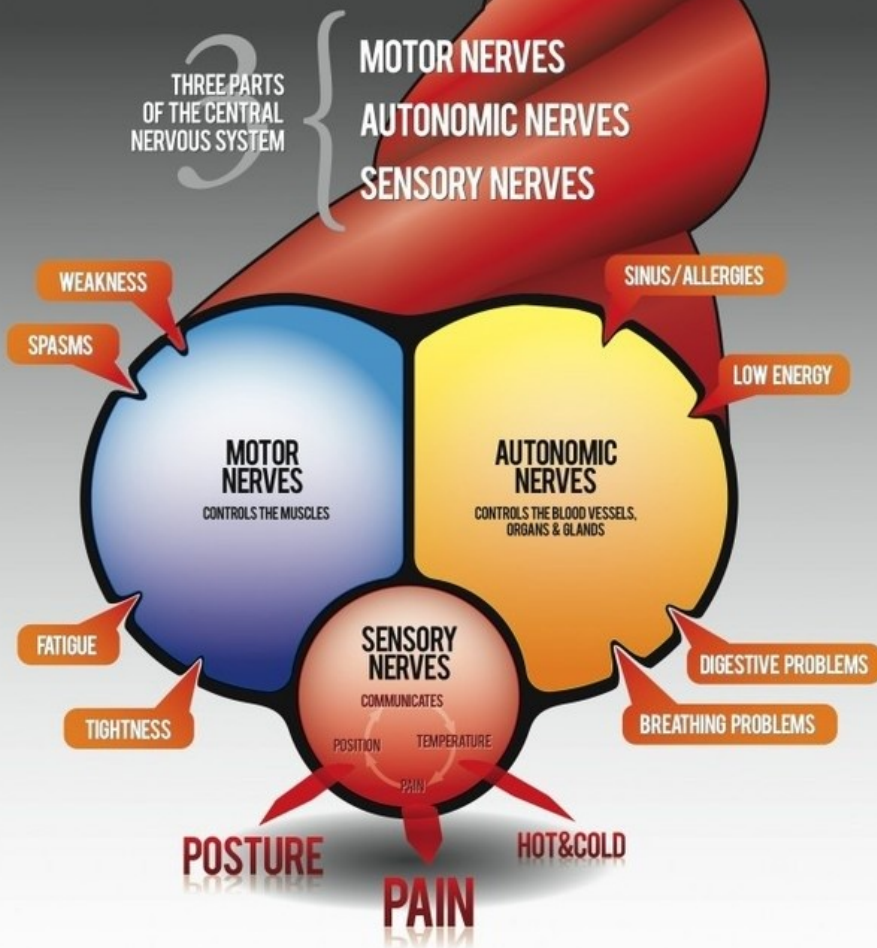 3
THREE PARTS
OF THE CENTRAL
NERVOUS SYSTEM
MOTOR NERVES
AUTONOMIC NERVES
SENSORY NERVES
WEAKNESS
SPASMS
SINUS/ALLERGIES
LOW ENERGY
MOTOR
NERVES
CONTROLS THE MUSCLES
AUTONOMIC
NERVES
CONTROLS THE BLOOD VESSELS,
ORGANS & GLANDS
FATIGUE
TIGHTNESS
SENSORY
NERVES
COMMUNICATES
POSITION
TEMPERATURE
PAIN
DIGESTIVE PROBLEMS
BREATHING PROBLEMS
POSTURE
PAIN
HOT&COLD